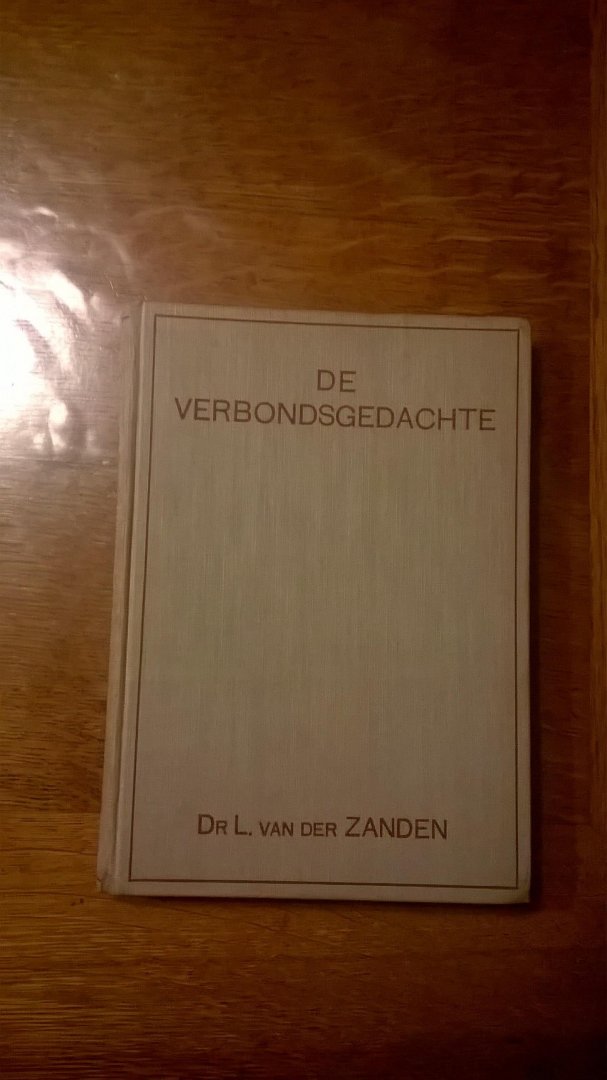 DE
VERBONDSGEDACHTE
DR L. VAN DER ZANDEN